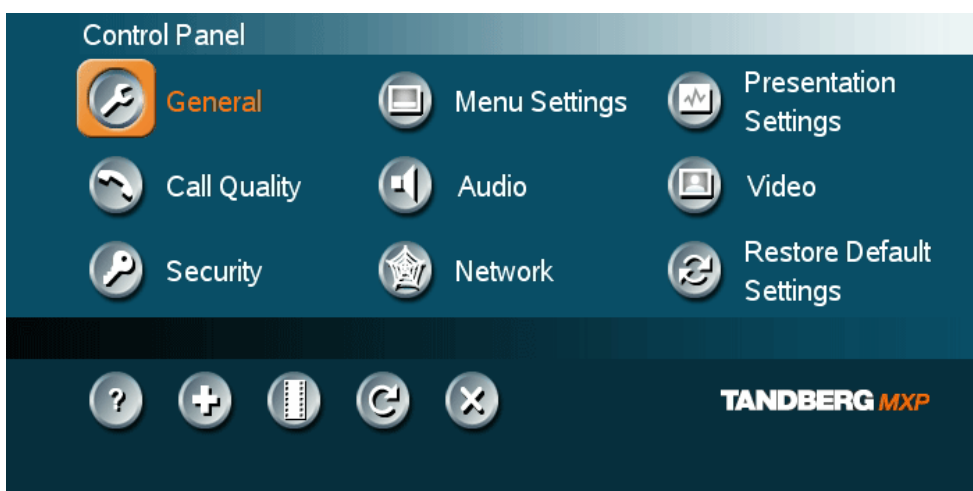 Control Panel
General
Menu Settings
Presentation
Settings
Call Quality
Audio
Video
Security
Network
Restore Default
Settings
?
TANDBERG MXP